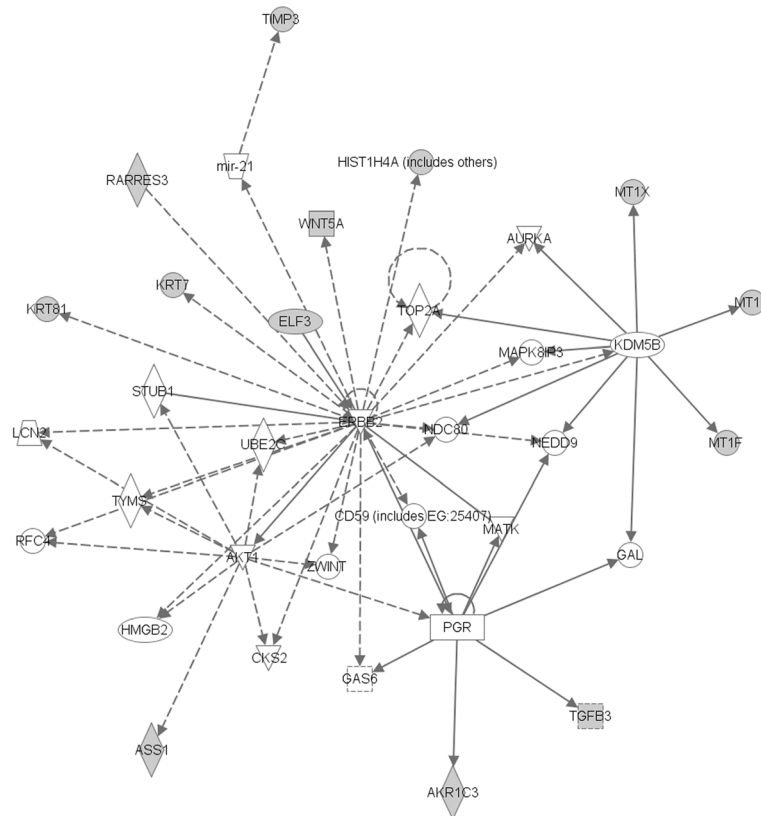 TIMP3
mir-21
HIST1H4A (includes others)
RARRES3
MT1X
WNT5A
AURKA
KRT7
KRT81
MT1
ELF3
TOP2A
KDM5B
MAPK8IP3
STUB1
ERBB2
LCN2
NDC80
UBE2C
NEDD9
TYMS
CD59 (includes EG:25407)
MATK
RFC4
AKT1
GAL
ZWINT
HMGB2
PGR
CKS2
GAS6
TGFB3
ASS1
AKR1C3
MT1F